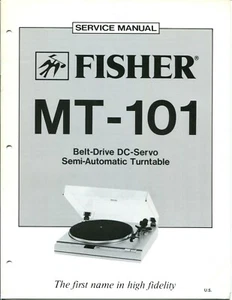 SERVICE MANUAL
FISHER®
MT-101
Belt-Drive DC-Servo
Semi-Automatic Turntable
The first name in high fidelity
U.S.